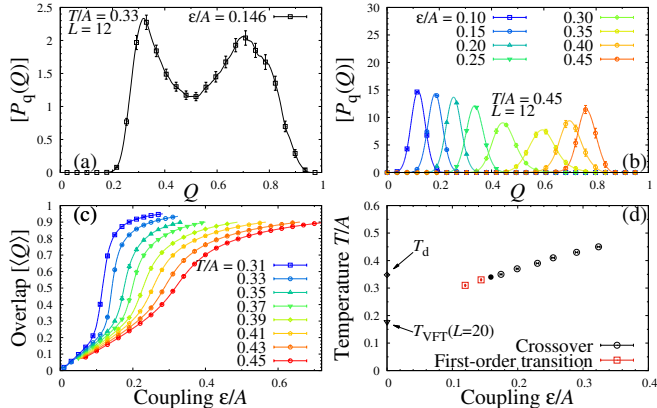 T/A = 0.33
L = 12
ε/A = 0.146
[P_q(Q)]
2.5
2
1.5
1
0.5
0
(a)
0 0.2 0.4 0.6 0.8 1
Q
ε/A = 0.10
0.15
0.20
0.25
0.30
0.35
0.40
0.45
T/A = 0.45
L = 12
[P_q(Q)]
25
20
15
10
5
0
(b)
0 0.2 0.4 0.6 0.8 1
Q
(c)
Overlap [⟨Q⟩]
1
0.9
0.8
0.7
0.6
0.5
0.4
0.3
0.2
0.1
0
T/A = 0.31
0.33
0.35
0.37
0.39
0.41
0.43
0.45
0 0.2 0.4 0.6
Coupling ε/A
(d)
Temperature T/A
0.6
0.5
0.4
0.3
0.2
0.1
0
T_d
T_VFT(L=20)
Crossover
First-order transition
0 0.1 0.2 0.3 0.4
Coupling ε/A